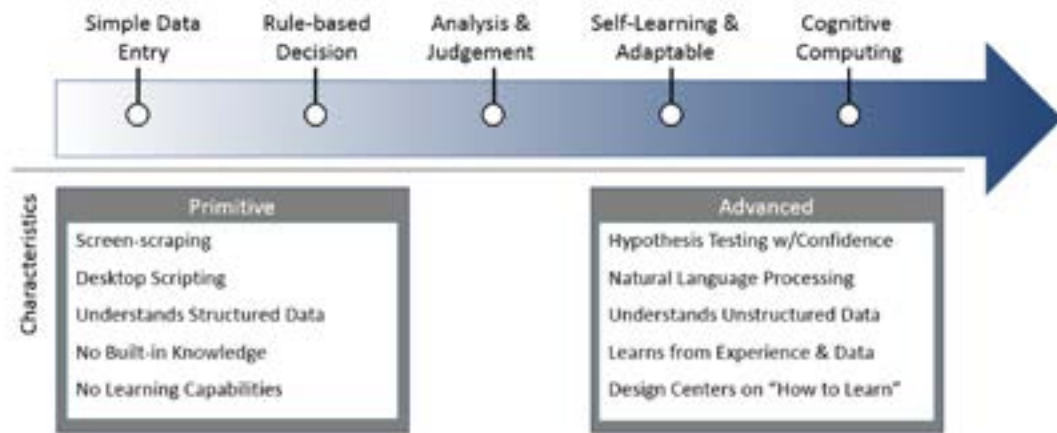 Simple Data
Entry
Rule-based
Decision
Analysis &
Judgement
Self-Learning &
Adaptable
Cognitive
Computing
Characteristics
Primitive
Screen-scraping
Desktop Scripting
Understands Structured Data
No Built-in Knowledge
No Learning Capabilities
Advanced
Hypothesis Testing w/Confidence
Natural Language Processing
Understands Unstructured Data
Learns from Experience & Data
Design Centers on “How to Learn”